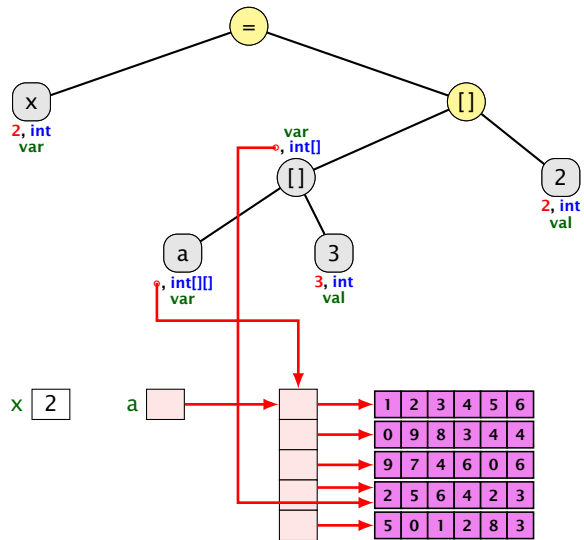 =
x
[]
2, int
var
var
, int[]
[]
2
2, int
val
a
3
, int[][]
var
3, int
val
x 2 a
1 2 3 4 5 6
0 9 8 3 4 4
9 7 4 6 0 6
2 5 6 4 2 3
5 0 1 2 8 3